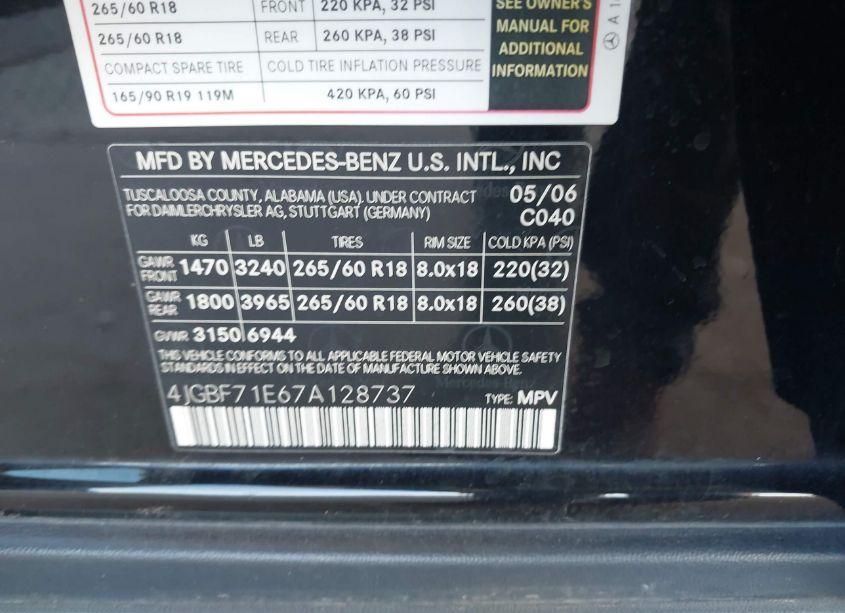 265/60 R18 FRONT 220 KPA, 32 PSI
265/60 R18 REAR 260 KPA, 38 PSI
COMPACT SPARE TIRE COLD TIRE INFLATION PRESSURE
165/90 R19 119M 420 KPA, 60 PSI
SEE OWNER'S
MANUAL FOR
ADDITIONAL
INFORMATION
MFD BY MERCEDES-BENZ U.S. INTL., INC
TUSCALOOSA COUNTY, ALABAMA (USA). UNDER CONTRACT 05/06
FOR DAIMLERCHRYSLER AG, STUTTGART (GERMANY) C040
KG LB TIRES RIM SIZE COLD KPA (PSI)
GAWR FRONT 1470 3240 265/60 R18 8.0x18 220(32)
GAWR REAR 1800 3965 265/60 R18 8.0x18 260(38)
GVWR 3150 6944
THIS VEHICLE CONFORMS TO ALL APPLICABLE FEDERAL MOTOR VEHICLE SAFETY
STANDARDS IN EFFECT ON THE DATE OF MANUFACTURE SHOWN ABOVE.
Mercedes-Benz
4JGBF71E67A128737 TYPE: MPV